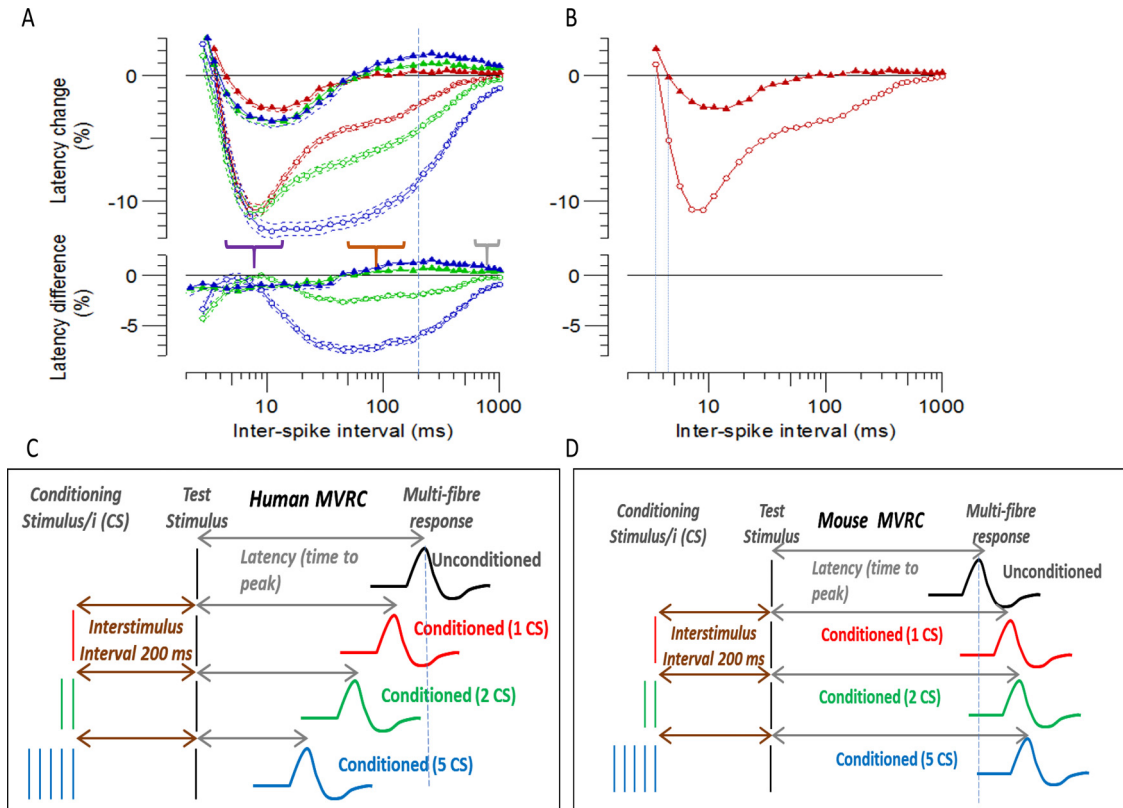 A
Latency change
(%)
0
-10
Latency difference
(%)
0
-5
10
100
1000
Inter-spike interval (ms)
B
0
-10
0
-5
10
100
1000
Inter-spike interval (ms)
C
Conditioning
Stimulus/i (CS)
Test
Stimulus
Human MVRC
Multi-fibre
response
Latency (time to
peak)
Unconditioned
Interstimulus
Interval 200 ms
Conditioned (1 CS)
Conditioned (2 CS)
Conditioned (5 CS)
D
Conditioning
Stimulus/i (CS)
Test
Stimulus
Mouse MVRC
Multi-fibre
response
Latency (time to
peak)
Unconditioned
Interstimulus
Interval 200 ms
Conditioned (1 CS)
Conditioned (2 CS)
Conditioned (5 CS)